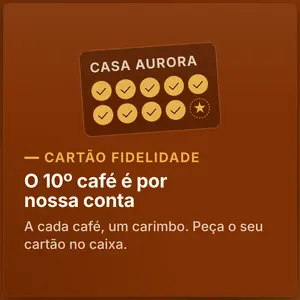 CASA AURORA
CARTÃO FIDELIDADE
O 10º café é por
nossa conta
A cada café, um carimbo. Peça o seu
cartão no caixa.